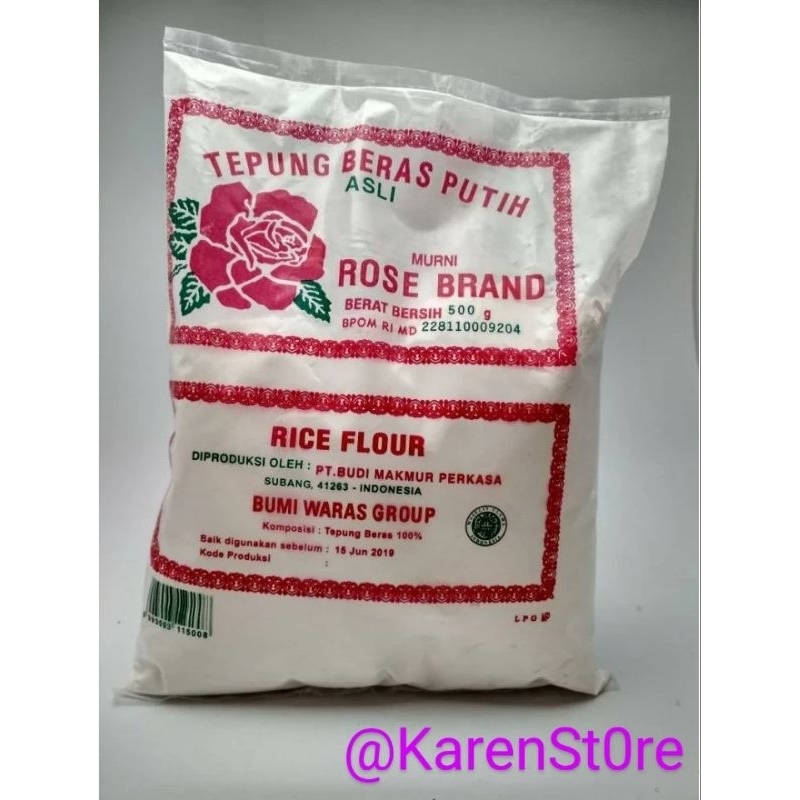 TEPUNG BERAS PUTIH
ASLI
MURNI
ROSE BRAND
BERAT BERSIH 500 g
BPOM RI MD 228110009204
RICE FLOUR
DIPRODUKSI OLEH : PT.BUDI MAKMUR PERKASA
SUBANG, 41263 - INDONESIA
BUMI WARAS GROUP
Komposisi : Tepung Beras 100%
Baik digunakan sebelum : 15 Jun 2019
Kode Produksi :
LPG MP
@KarenSt0re